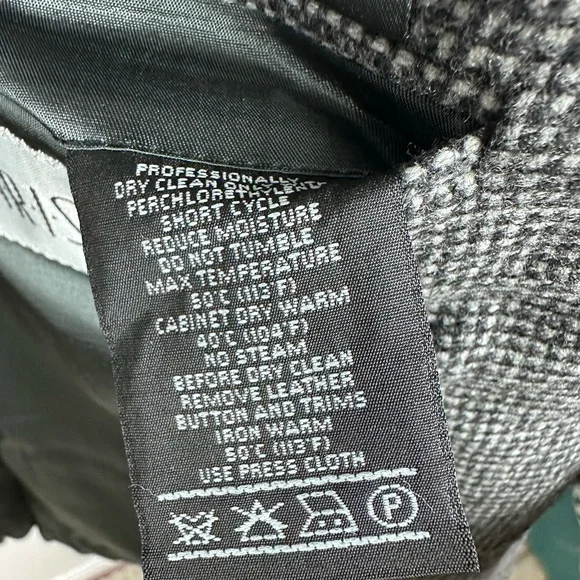 PROFESSIONALLY
DRY CLEAN ONLY
PERCHLORETHYLENE
SHORT CYCLE
REDUCE MOISTURE
DO NOT TUMBLE
MAX TEMPERATURE
50°C (113°F)
CABINET DRY WARM
40°C (104°F)
NO STEAM
BEFORE DRY CLEAN
REMOVE LEATHER
BUTTON AND TRIMS
IRON WARM
50°C (113°F)
USE PRESS CLOTH
P